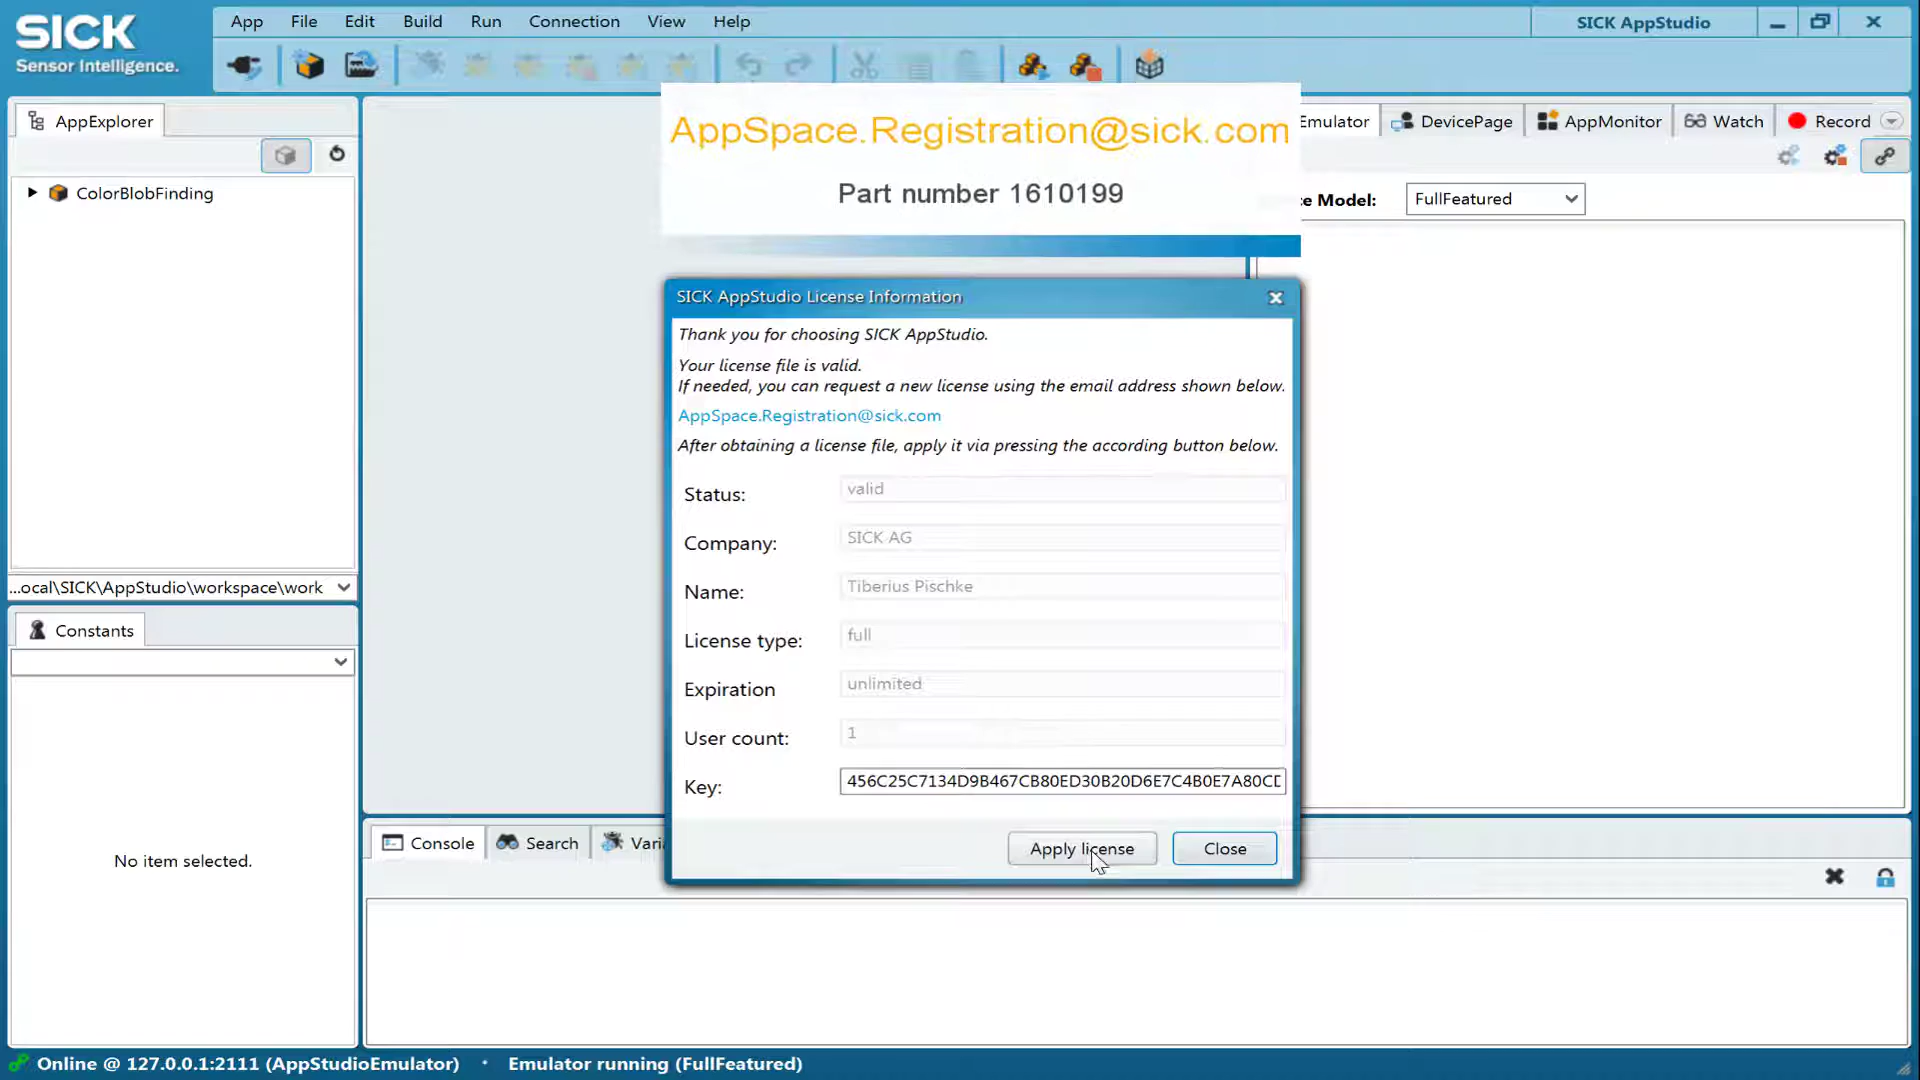 SICK
Sensor Intelligence.
App File Edit Build Run Connection View Help
SICK AppStudio
AppExplorer
AppSpace.Registration@sick.com
Part number 1610199
Emulator DevicePage AppMonitor Watch Record
Model: FullFeatured
ColorBlobFinding
SICK AppStudio License Information
Thank you for choosing SICK AppStudio.
Your license file is valid.
If needed, you can request a new license using the email address shown below.
AppSpace.Registration@sick.com
After obtaining a license file, apply it via pressing the according button below.
Status: valid
Company: SICK AG
Name: Tiberius Pischke
License type: full
Expiration unlimited
User count: 1
Key: 456C25C7134D9B467CB80ED30B20D6E7C4B0E7A80CD
Apply license Close
...ocal\SICK\AppStudio\workspace\work
Constants
No item selected.
Console Search
Online @ 127.0.0.1:2111 (AppStudioEmulator) • Emulator running (FullFeatured)